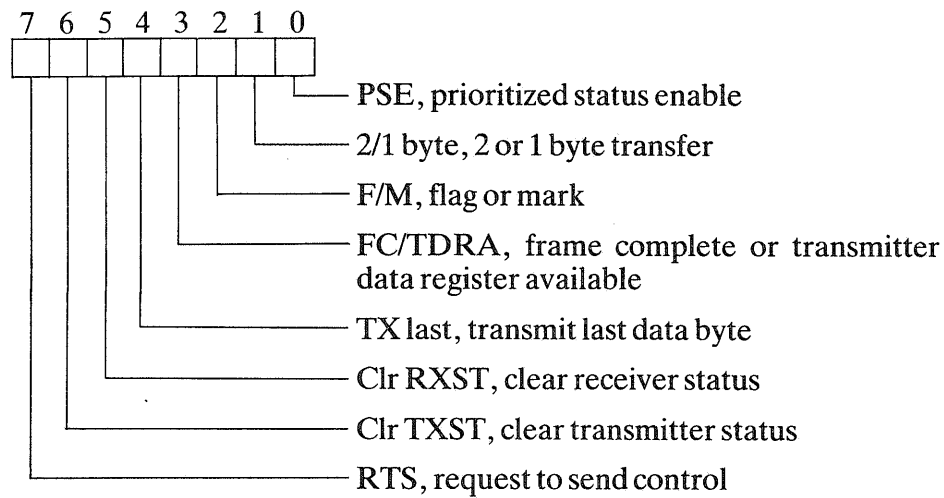 7 6 5 4 3 2 1 0
PSE, prioritized status enable
2/1 byte, 2 or 1 byte transfer
F/M, flag or mark
FC/TDRA, frame complete or transmitter
data register available
TX last, transmit last data byte
Clr RXST, clear receiver status
Clr TXST, clear transmitter status
RTS, request to send control